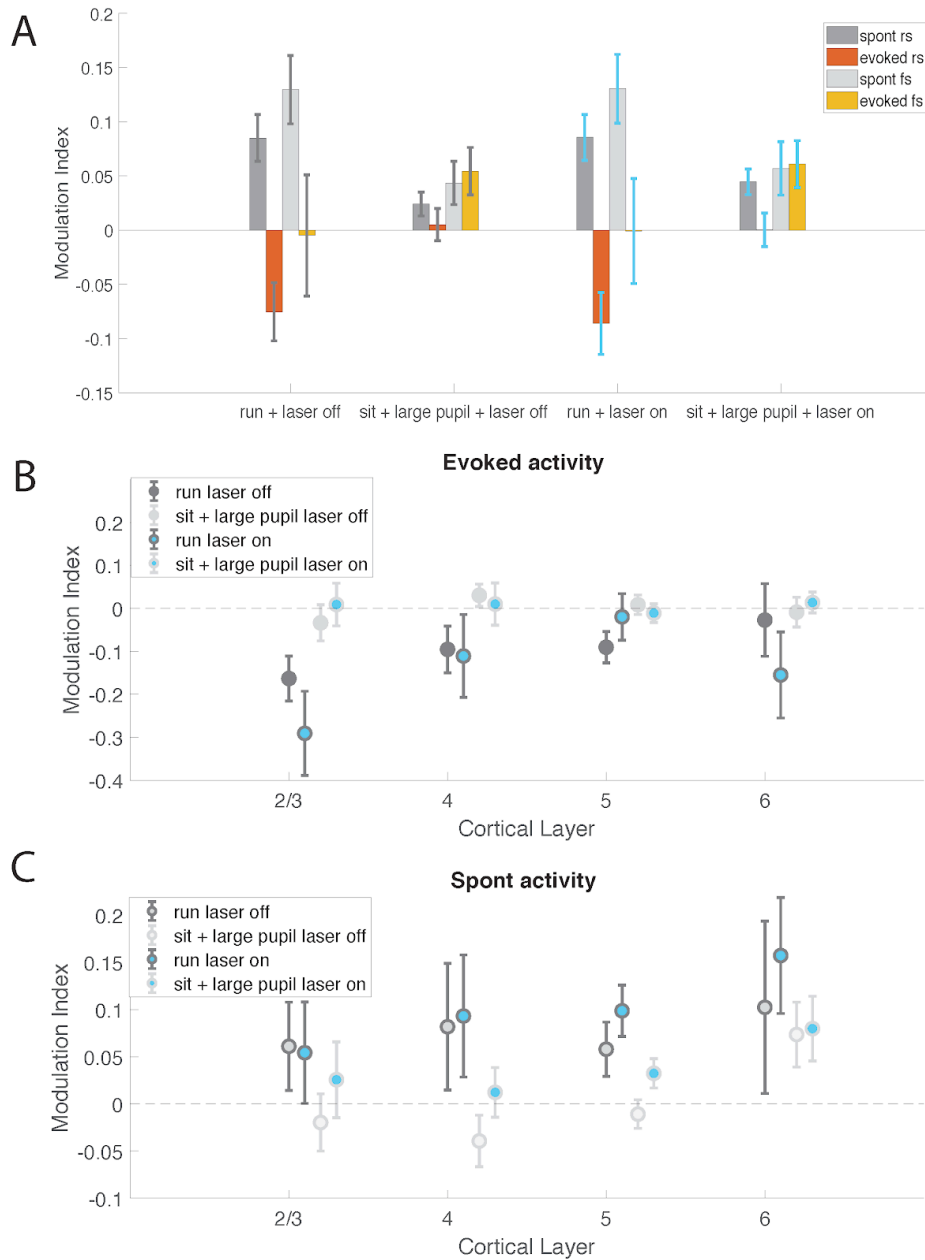 A
0.2
0.15
0.1
0.05
0
-0.05
-0.1
-0.15
Modulation Index
spont rs
evoked rs
spont fs
evoked fs
run + laser off
sit + large pupil + laser off
run + laser on
sit + large pupil + laser on
B
Evoked activity
run laser off
sit + large pupil laser off
run laser on
sit + large pupil laser on
0.2
0.1
0
-0.1
-0.2
-0.3
-0.4
Modulation Index
2/3
4
5
6
Cortical Layer
C
Spont activity
run laser off
sit + large pupil laser off
run laser on
sit + large pupil laser on
0.2
0.15
0.1
0.05
0
-0.05
-0.1
Modulation Index
2/3
4
5
6
Cortical Layer